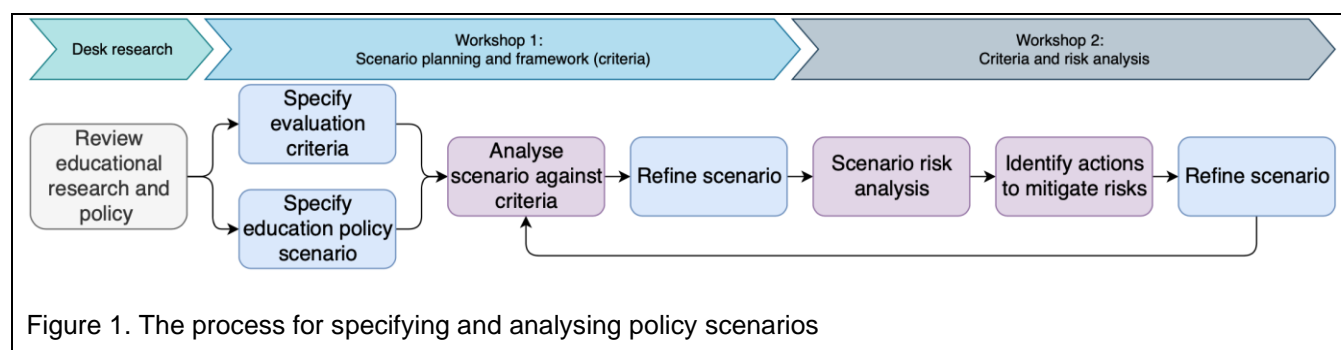 Desk research
Workshop 1:
Scenario planning and framework (criteria)
Workshop 2:
Criteria and risk analysis
Review
educational
research and
policy
Specify
evaluation
criteria
Specify
education policy
scenario
Analyse
scenario against
criteria
Refine scenario
Scenario risk
analysis
Identify actions
to mitigate risks
Refine scenario
Figure 1. The process for specifying and analysing policy scenarios